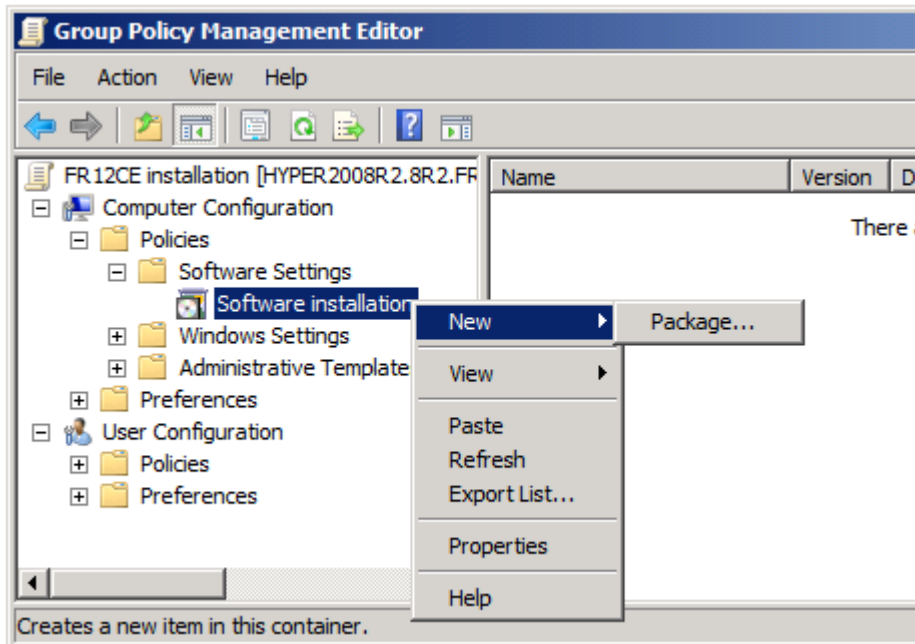 Group Policy Management Editor
File Action View Help
FR12CE installation [HYPER2008R2.8R2.FR
Name Version D
Computer Configuration
There
Policies
Software Settings
Software installation
New Package...
Windows Settings
Administrative Template
View
Preferences
Paste
User Configuration
Refresh
Policies
Export List...
Preferences
Properties
Help
Creates a new item in this container.